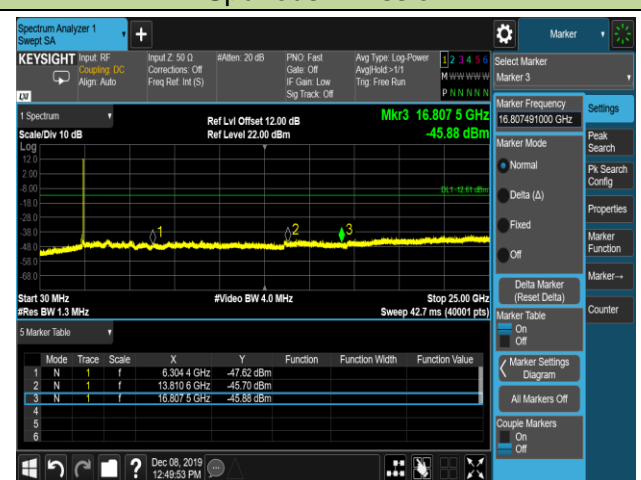 Spectrum Analyzer 1
Swept SA
+
Marker
KEYSIGHT
Input: RF
Coupling: DC
Align: Auto
Input Z: 50 Ω
Corrections: Off
Freq Ref: Int (S)
#Atten: 20 dB
PNO: Fast
Gate: Off
IF Gain: Low
Sig Track: Off
Avg Type: Log-Power
Avg|Hold:>1/1
Trig: Free Run
1 2 3 4 5 6
M W W W W W
P N N N N N
LXI
Select Marker
Marker 3
Marker Frequency
16.807491000 GHz
Marker Mode
Normal
Delta (Δ)
Fixed
Off
Delta Marker
(Reset Delta)
Marker Table
On
Off
Marker Settings
Diagram
All Markers Off
Couple Markers
On
Off
Settings
Peak
Search
Pk Search
Config
Properties
Marker
Function
Marker→
Counter
1 Spectrum
Scale/Div 10 dB
Log
Ref Lvl Offset 12.00 dB
Ref Level 22.00 dBm
Mkr3 16.807 5 GHz
-45.88 dBm
12.0
2.00
-8.00
-18.0
-28.0
-38.0
-48.0
-58.0
-68.0
DL1 -12.61 dBm
1
2
3
Start 30 MHz
#Res BW 1.3 MHz
#Video BW 4.0 MHz
Stop 25.00 GHz
Sweep 42.7 ms (40001 pts)
5 Marker Table
Mode Trace Scale X Y Function Function Width Function Value
1 N 1 f 6.304 4 GHz -47.62 dBm
2 N 1 f 13.810 6 GHz -45.70 dBm
3 N 1 f 16.807 5 GHz -45.88 dBm
4
5
6
?
Dec 08, 2019
12:49:53 PM